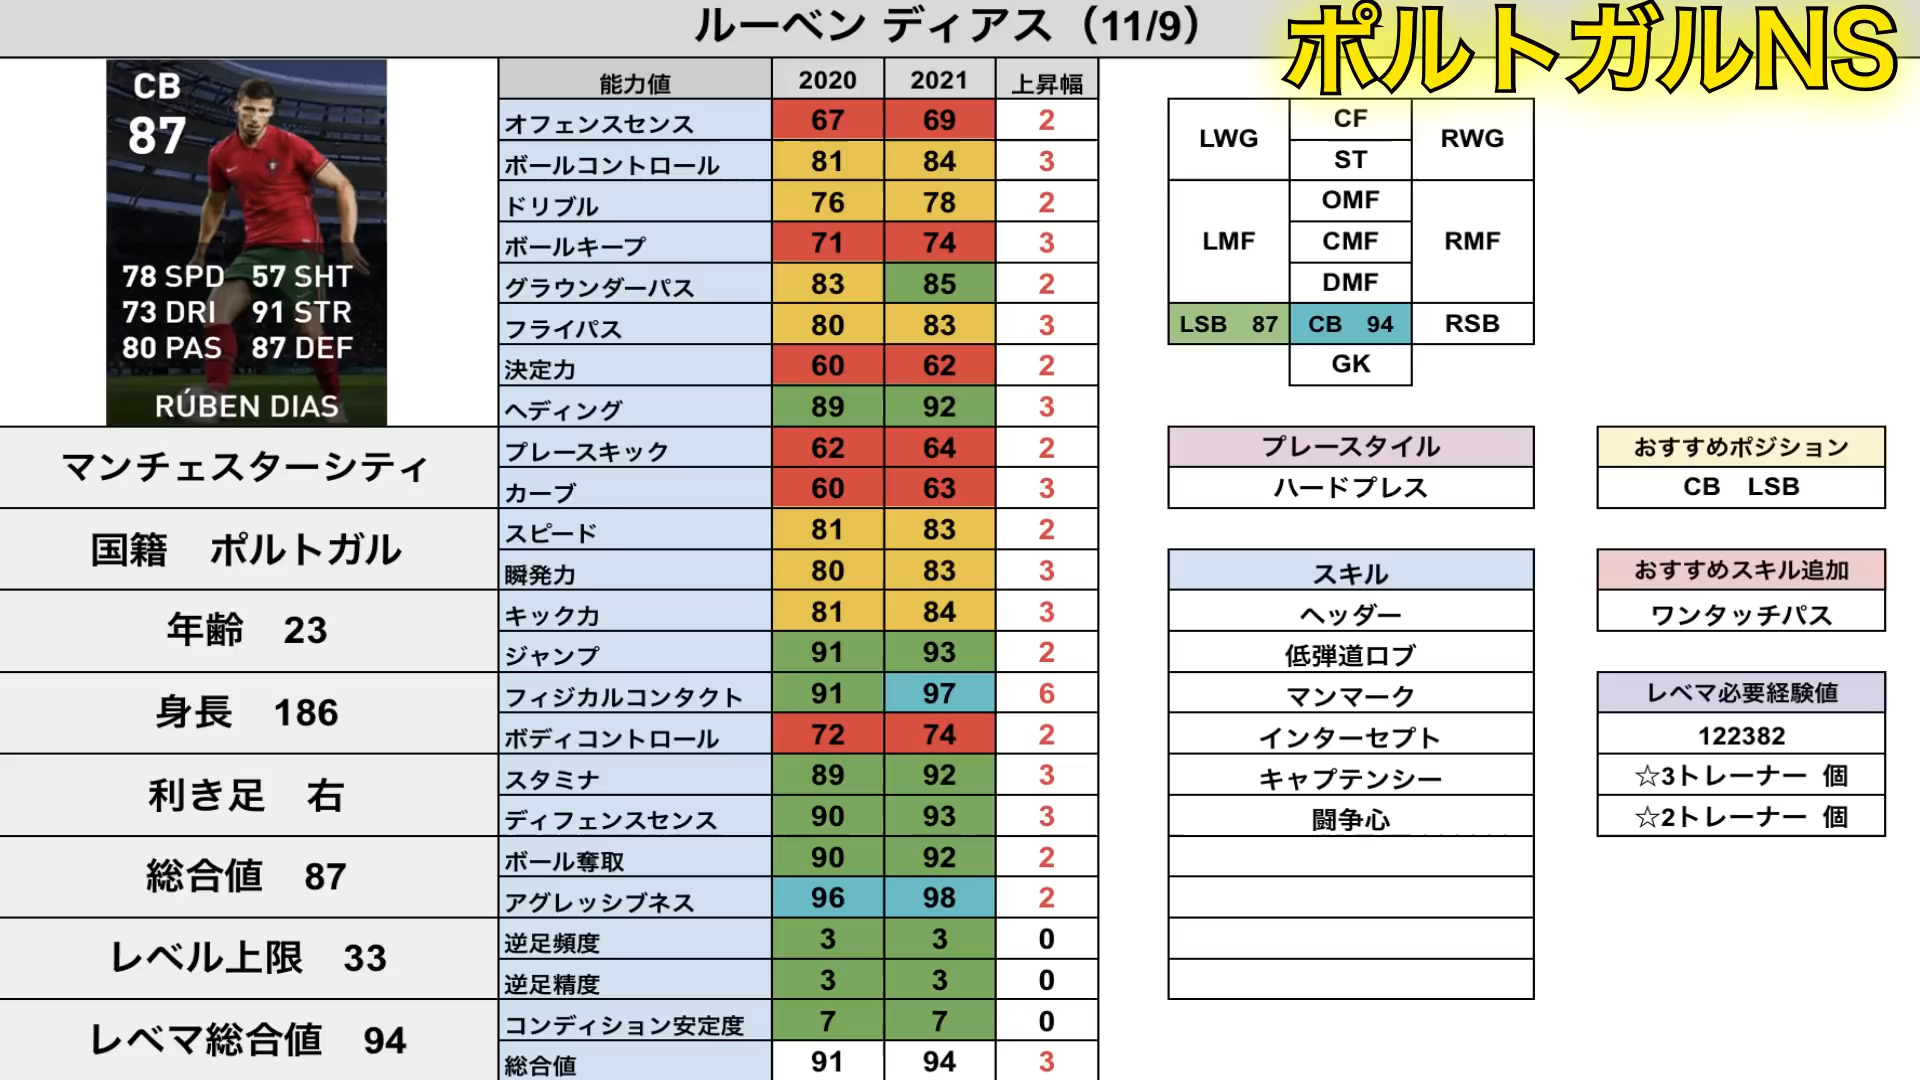 ルーベン ディアス（11/9）
ポルトガルNS
CB
87
78 SPD 57 SHT
73 DRI 91 STR
80 PAS 87 DEF
RÚBEN DIAS
マンチェスターシティ
国籍 ポルトガル
年齢 23
身長 186
利き足 右
総合値 87
レベル上限 33
レベマ総合値 94
能力値 2020 2021 上昇幅
オフェンスセンス 67 69 2
ボールコントロール 81 84 3
ドリブル 76 78 2
ボールキープ 71 74 3
グラウンダーパス 83 85 2
フライパス 80 83 3
決定力 60 62 2
ヘディング 89 92 3
プレースキック 62 64 2
カーブ 60 63 3
スピード 81 83 2
瞬発力 80 83 3
キック力 81 84 3
ジャンプ 91 93 2
フィジカルコンタクト 91 97 6
ボディコントロール 72 74 2
スタミナ 89 92 3
ディフェンスセンス 90 93 3
ボール奪取 90 92 2
アグレッシブネス 96 98 2
逆足頻度 3 3 0
逆足精度 3 3 0
コンディション安定度 7 7 0
総合値 91 94 3
LWG CF RWG
ST
OMF
LMF CMF RMF
DMF
LSB 87 CB 94 RSB
GK
プレースタイル
ハードプレス
スキル
ヘッダー
低弾道ロブ
マンマーク
インターセプト
キャプテンシー
闘争心
おすすめポジション
CB LSB
おすすめスキル追加
ワンタッチパス
レベマ必要経験値
122382
☆3トレーナー 個
☆2トレーナー 個